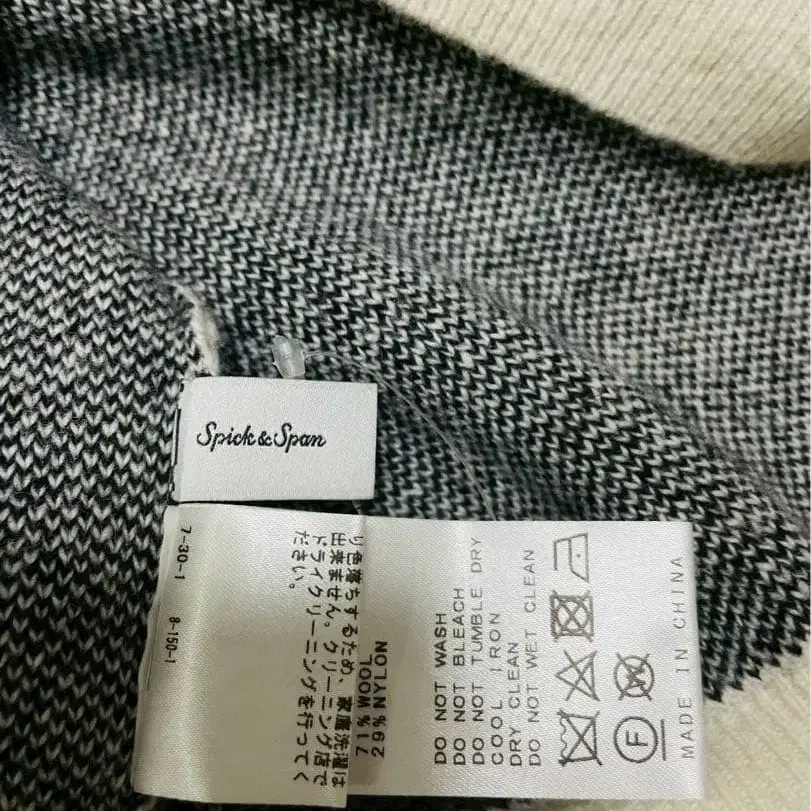 Spick & Span
7-30-1
8-150-1
り色落ちするため、家庭洗濯は
出来ません。クリーニング店で
ドライクリーニングを行ってく
ださい。
71% WOOL
29% NYLON
DO NOT WASH
DO NOT BLEACH
DO NOT TUMBLE DRY
COOL IRON
DRY CLEAN
DO NOT WET CLEAN
F
MADE IN CHINA